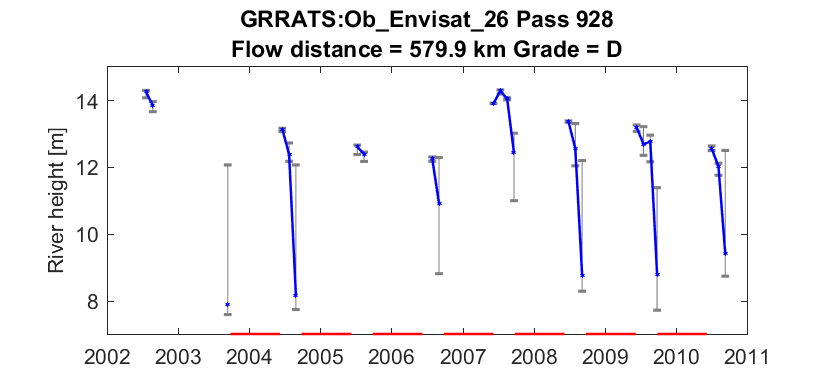 GRRATS:Ob_Envisat_26 Pass 928
Flow distance = 579.9 km Grade = D
River height [m]
14
12
10
8
2002 2003 2004 2005 2006 2007 2008 2009 2010 2011